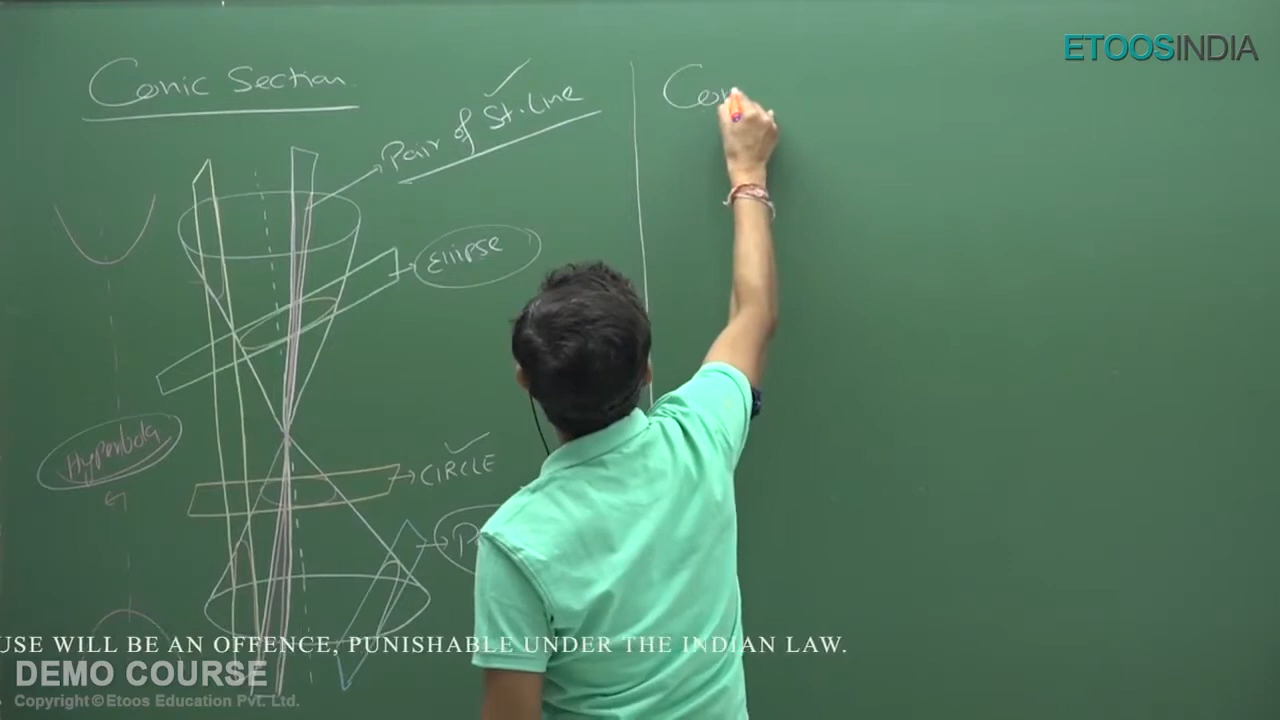 Conic Section
Pair of St. Line
Ellipse
Hyperbola
CIRCLE
P
Con
ETOOSINDIA
USE WILL BE AN OFFENCE, PUNISHABLE UNDER THE INDIAN LAW.
DEMO COURSE
Copyright © Etoos Education Pvt. Ltd.